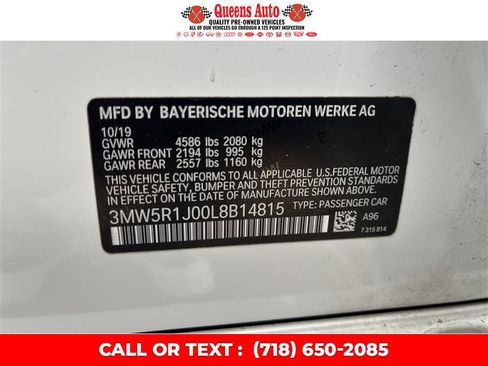 Queens Auto
QUALITY PRE-OWNED VEHICLES
ALL OF OUR VEHICLES GO THROUGH A 14 POINT INSPECTION
MFD BY BAYERISCHE MOTOREN WERKE AG
10/19
GVWR 4586 lbs 2080 kg
GAWR FRONT 2194 lbs 995 kg
GAWR REAR 2557 lbs 1160 kg
THIS VEHICLE CONFORMS TO ALL APPLICABLE U.S.FEDERAL MOTOR
VEHICLE SAFETY, BUMPER, AND THEFT PREVENTION
STANDARDS IN EFFECT ON THE DATE OF MANUFACTURE SHOWN ABOVE.
3MW5R1J00L8B14815 TYPE: PASSENGER CAR
A96
7 315 814
CALL OR TEXT : (718) 650-2085